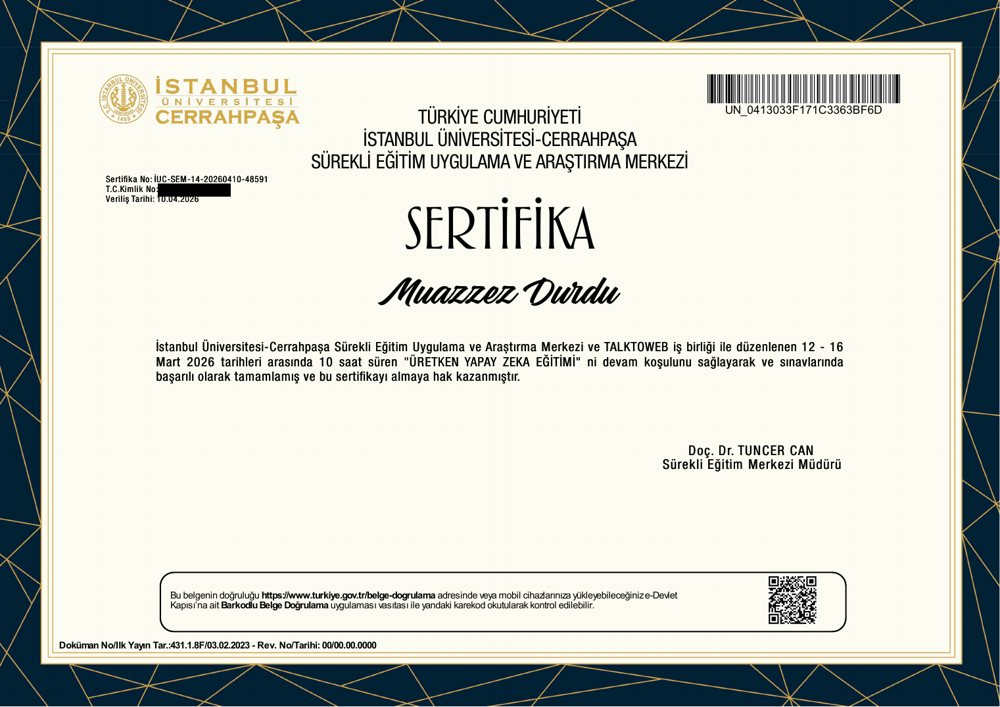 İSTANBUL
ÜNİVERSİTESİ
CERRAHPAŞA
UN_0413033F171C3363BF6D
TÜRKİYE CUMHURİYETİ
İSTANBUL ÜNİVERSİTESİ-CERRAHPAŞA
SÜREKLİ EĞİTİM UYGULAMA VE ARAŞTIRMA MERKEZİ
Sertifika No: İUC-SEM-14-20260410-48591
T.C.Kimlik No:
Veriliş Tarihi: 10.04.2026
SERTİFİKA
Muazzez Durdu
İstanbul Üniversitesi-Cerrahpaşa Sürekli Eğitim Uygulama ve Araştırma Merkezi ve TALKTOWEB iş birliği ile düzenlenen 12 - 16
Mart 2026 tarihleri arasında 10 saat süren "ÜRETKEN YAPAY ZEKA EĞİTİMİ" ni devam koşulunu sağlayarak ve sınavlarında
başarılı olarak tamamlamış ve bu sertifikayı almaya hak kazanmıştır.
Doç. Dr. TUNCER CAN
Sürekli Eğitim Merkezi Müdürü
Bu belgenin doğruluğu https://www.turkiye.gov.tr/belge-dogrulama adresinde veya mobil cihazlarınıza yükleyebileceğiniz e-Devlet
Kapısı'na ait Barkodlu Belge Doğrulama uygulaması vasıtası ile yandaki karekod okutularak kontrol edilebilir.
Doküman No/Ilk Yayın Tar.:431.1.8F/03.02.2023 - Rev. No/Tarihi: 00/00.00.0000